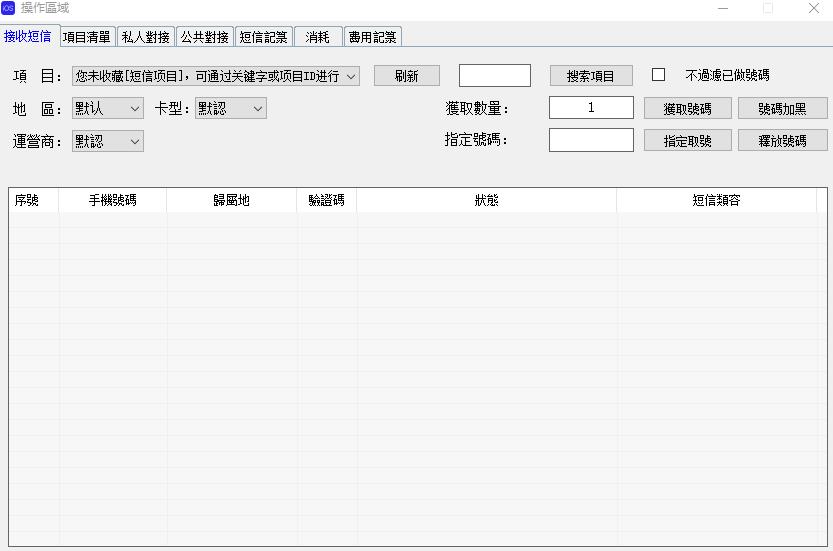 iOS 操作區域
接收短信 項目清單 私人對接 公共對接 短信記箓 消耗 費用記箓
項 目： 您未收藏[短信项目]，可通过关键字或项目ID进行 刷新 搜索項目 不過濾已做號碼
地 區： 默认 卡型： 默認 獲取數量： 1 獲取號碼 號碼加黑
運營商： 默認 指定號碼： 指定取號 釋放號碼
序號 手機號碼 歸屬地 驗證碼 狀態 短信類容